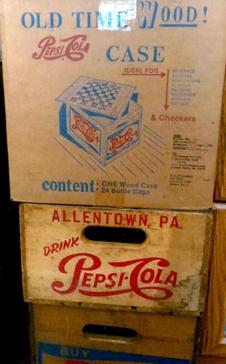 OLD TIME WOOD!
PEPSI-COLA CASE
IDEAL FOR
& Checkers
content · ONE Wood Case
· 24 Bottle Caps
ALLENTOWN, PA.
DRINK
PEPSI-COLA
BUY